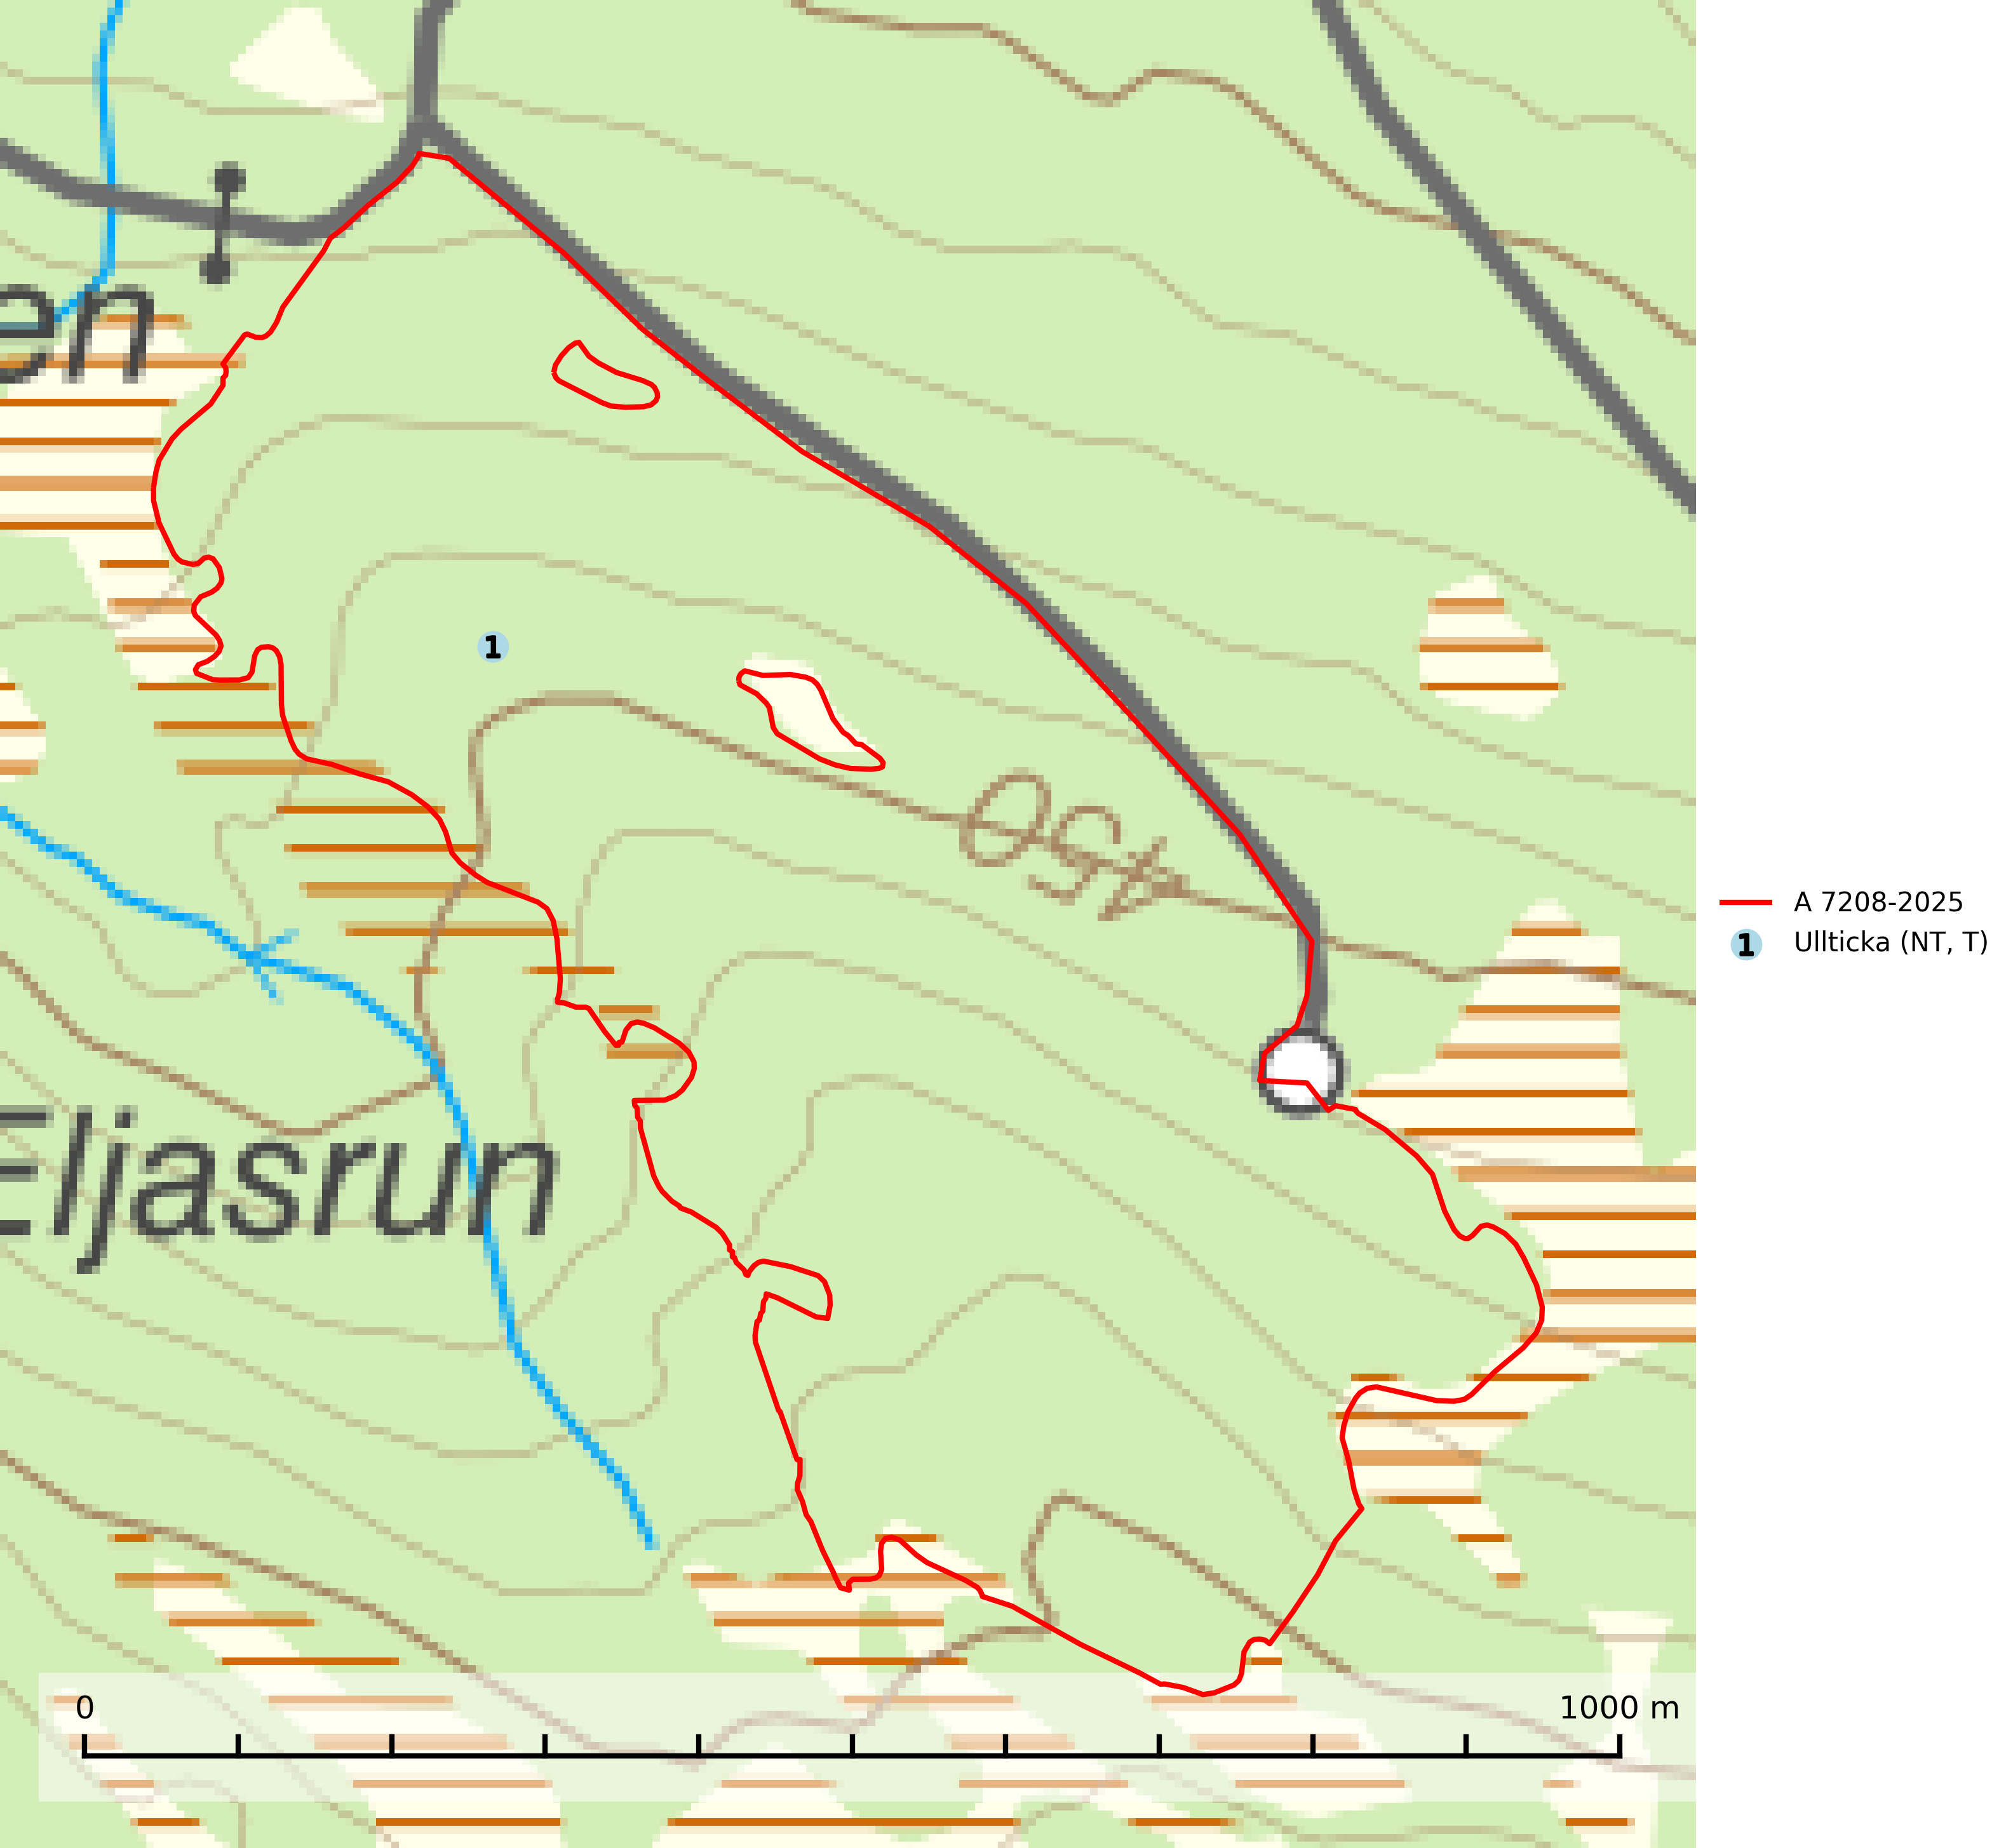 en
450
Eljasrun
0
1000 m
A 7208-2025
1
Ullticka (NT, T)
1